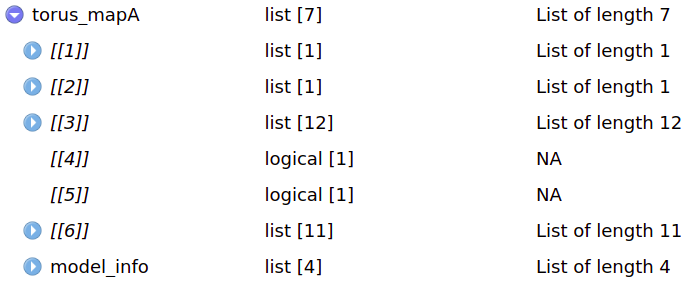 torus_mapA list [7] List of length 7
[[1]] list [1] List of length 1
[[2]] list [1] List of length 1
[[3]] list [12] List of length 12
[[4]] logical [1] NA
[[5]] logical [1] NA
[[6]] list [11] List of length 11
model_info list [4] List of length 4